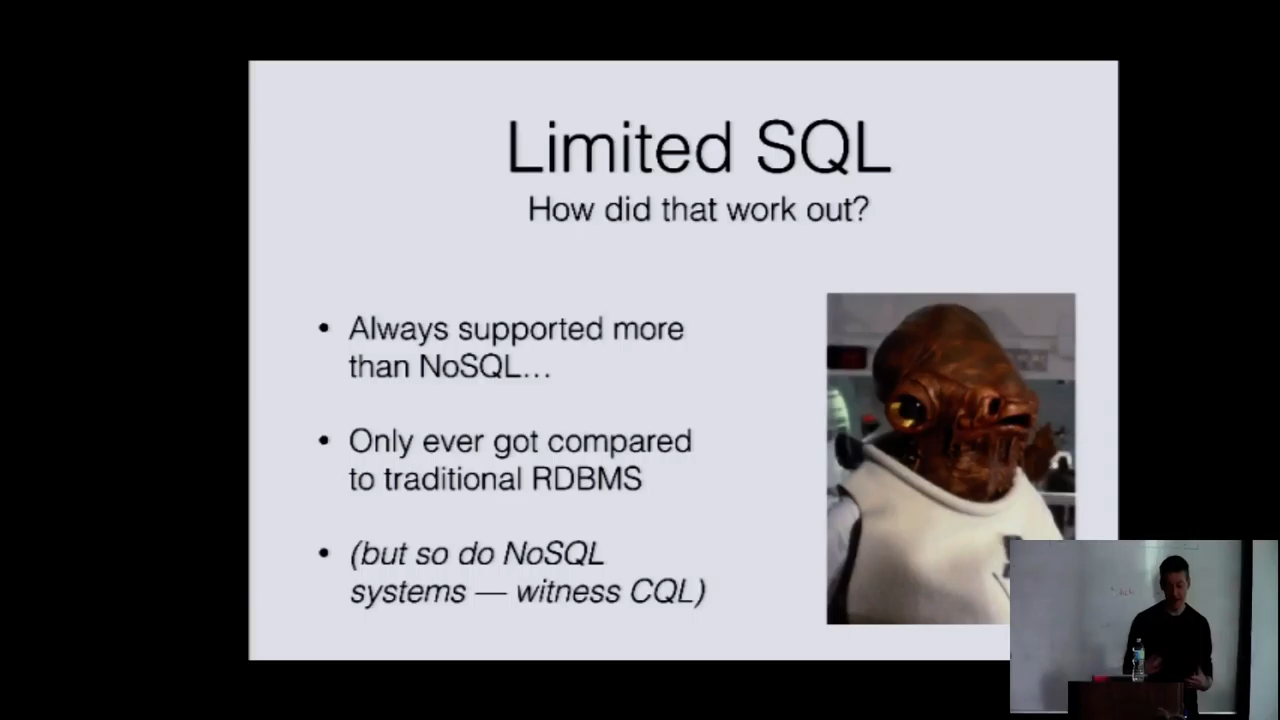 Limited SQL
How did that work out?
• Always supported more
than NoSQL…
• Only ever got compared
to traditional RDBMS
• (but so do NoSQL
systems — witness CQL)